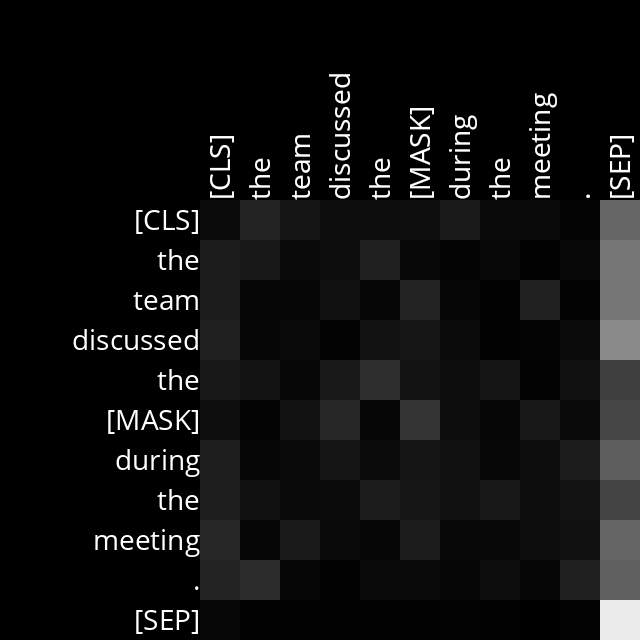 [CLS] the team discussed the [MASK] during the meeting . [SEP]
[CLS]
the
team
discussed
the
[MASK]
during
the
meeting
.
[SEP]